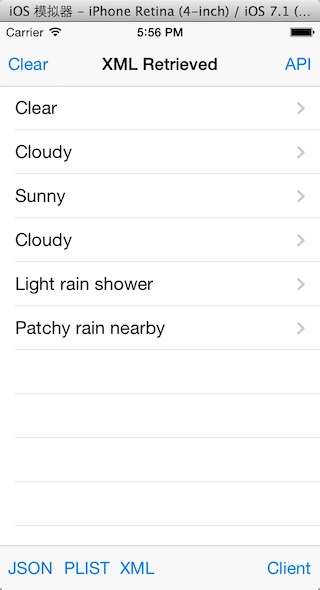 iOS 模拟器 – iPhone Retina (4-inch) / iOS 7.1 (...
Carrier 5:56 PM
Clear XML Retrieved API
Clear
Cloudy
Sunny
Cloudy
Light rain shower
Patchy rain nearby
JSON PLIST XML Client